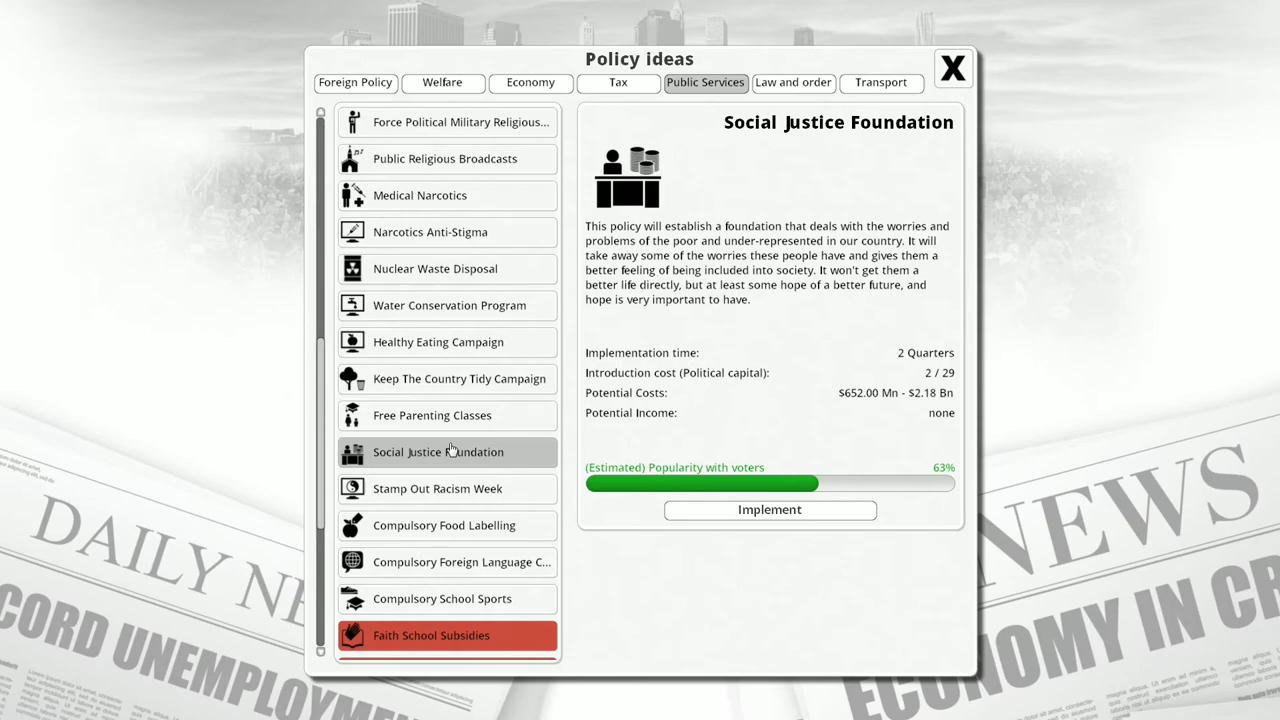 Policy ideas
X
Foreign Policy
Welfare
Economy
Tax
Public Services
Law and order
Transport
Force Political Military Religious...
Public Religious Broadcasts
Medical Narcotics
Narcotics Anti-Stigma
Nuclear Waste Disposal
Water Conservation Program
Healthy Eating Campaign
Keep The Country Tidy Campaign
Free Parenting Classes
Social Justice Foundation
Stamp Out Racism Week
Compulsory Food Labelling
Compulsory Foreign Language C...
Compulsory School Sports
Faith School Subsidies
Social Justice Foundation
This policy will establish a foundation that deals with the worries and
problems of the poor and under-represented in our country. It will
take away some of the worries these people have and gives them a
better feeling of being included into society. It won't get them a
better life directly, but at least some hope of a better future, and
hope is very important to have.
Implementation time: 2 Quarters
Introduction cost (Political capital): 2 / 29
Potential Costs: $652.00 Mn - $2.18 Bn
Potential Income: none
(Estimated) Popularity with voters 63%
Implement
DAILY NE
CORD UNEMPLOYM
NEWS
ECONOMY IN CR